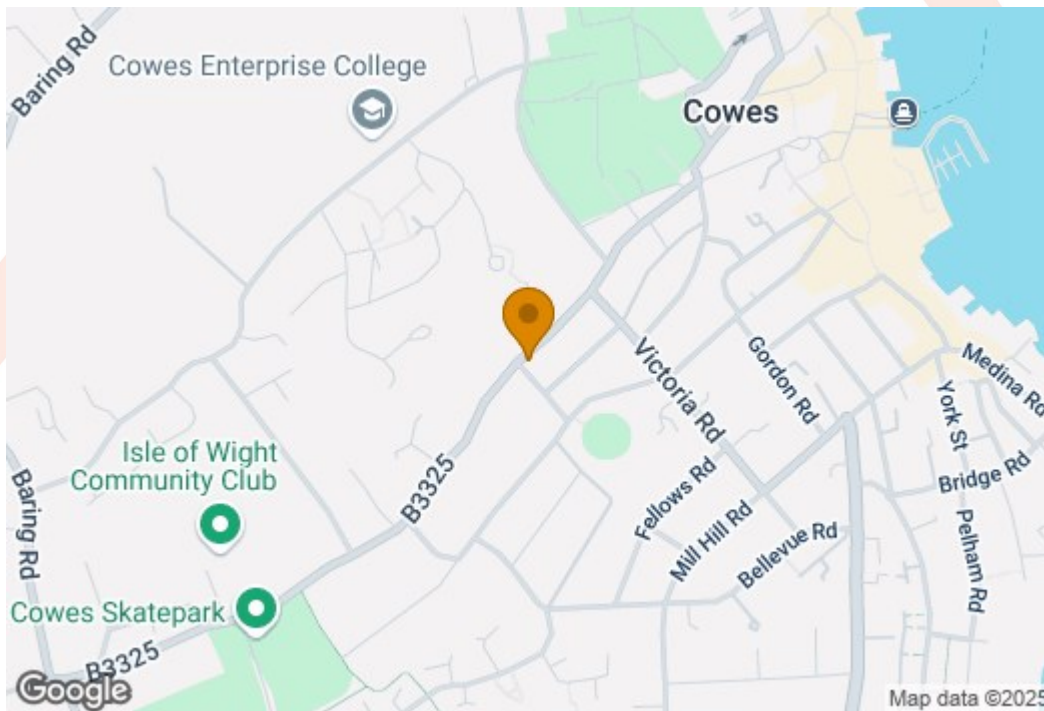 Baring Rd
Cowes Enterprise College
Cowes
Victoria Rd
Gordon Rd
Medina Rd
York St
Bridge Rd
Isle of Wight
Community Club
B3325
Fellows Rd
Mill Hill Rd
Bellevue Rd
Pelham Rd
Baring Rd
Cowes Skatepark
B3325
Google
Map data ©2025